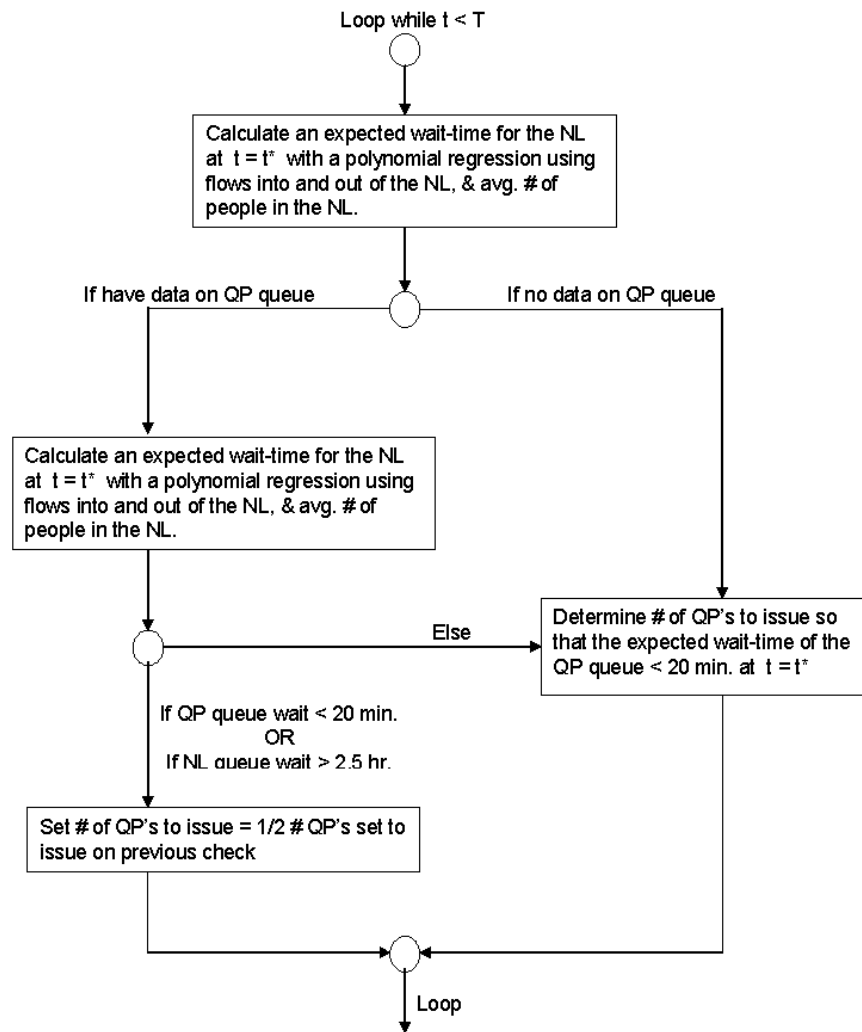 Loop while t < T
Calculate an expected wait-time for the NL
at t = t* with a polynomial regression using
flows into and out of the NL, & avg. # of
people in the NL.
If have data on QP queue
If no data on QP queue
Calculate an expected wait-time for the NL
at t = t* with a polynomial regression using
flows into and out of the NL, & avg. # of
people in the NL.
Else
Determine # of QP's to issue so
that the expected wait-time of the
QP queue < 20 min. at t = t*
If QP queue wait < 20 min.
OR
If NL queue wait > 2.5 hr.
Set # of QP's to issue = 1/2 # QP's set to
issue on previous check
Loop